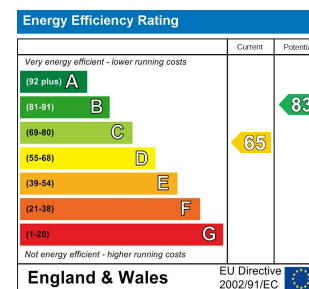 Energy Efficiency Rating
Current Potentia
Very energy efficient - lower running costs
(92 plus) A
(81-91) B
83
(69-80) C
65
(55-68) D
(39-54) E
(21-38) F
(1-20) G
Not energy efficient - higher running costs
England & Wales
EU Directive
2002/91/EC